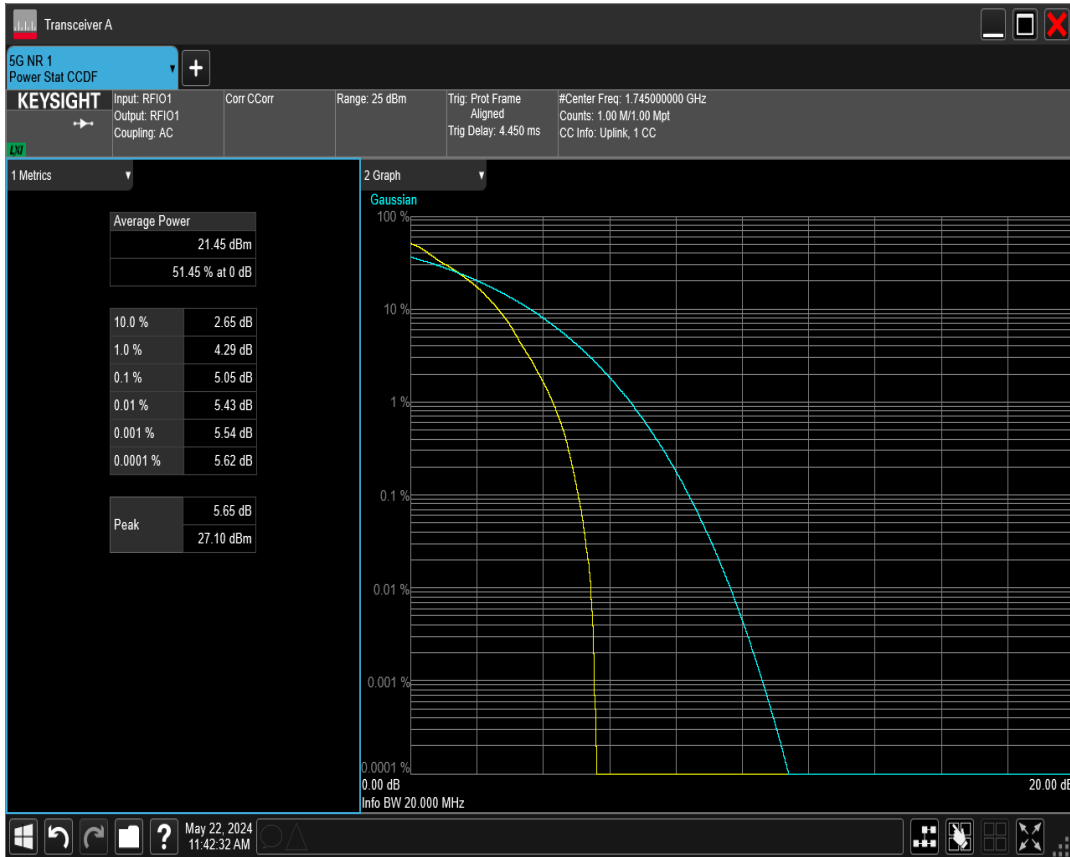 Transceiver A
5G NR 1
Power Stat CCDF
+
KEYSIGHT
LXI
Input: RFIO1
Output: RFIO1
Coupling: AC
Corr CCorr
Range: 25 dBm
Trig: Prot Frame
Aligned
Trig Delay: 4.450 ms
#Center Freq: 1.745000000 GHz
Counts: 1.00 M/1.00 Mpt
CC Info: Uplink, 1 CC
1 Metrics
Average Power
21.45 dBm
51.45 % at 0 dB
10.0 % 2.65 dB
1.0 % 4.29 dB
0.1 % 5.05 dB
0.01 % 5.43 dB
0.001 % 5.54 dB
0.0001 % 5.62 dB
Peak 5.65 dB
27.10 dBm
2 Graph
Gaussian
100 %
10 %
1 %
0.1 %
0.01 %
0.001 %
0.0001 %
0.00 dB 20.00 dB
Info BW 20.000 MHz
? May 22, 2024
11:42:32 AM